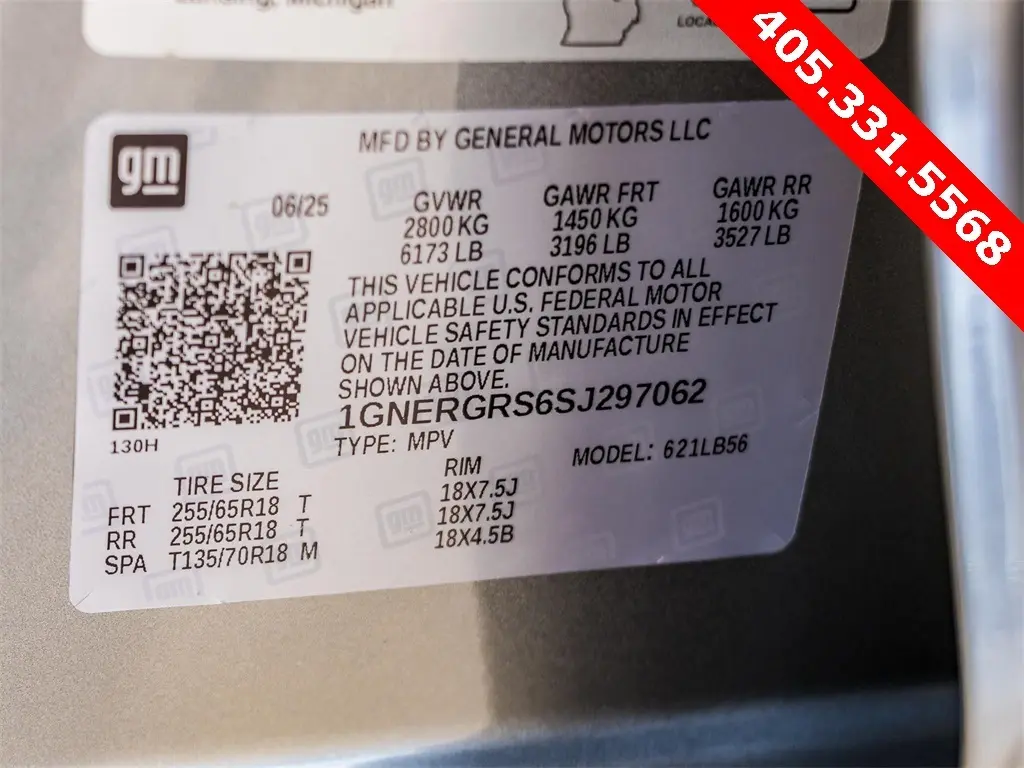 Lansing, Michigan
405.331.5568
gm
MFD BY GENERAL MOTORS LLC
06/25
GVWR GAWR FRT GAWR RR
2800 KG 1450 KG 1600 KG
6173 LB 3196 LB 3527 LB
THIS VEHICLE CONFORMS TO ALL
APPLICABLE U.S. FEDERAL MOTOR
VEHICLE SAFETY STANDARDS IN EFFECT
ON THE DATE OF MANUFACTURE
SHOWN ABOVE.
1GNERGRS6SJ297062
130H
TYPE: MPV MODEL: 621LB56
TIRE SIZE RIM
FRT 255/65R18 T 18X7.5J
RR 255/65R18 T 18X7.5J
SPA T135/70R18 M 18X4.5B